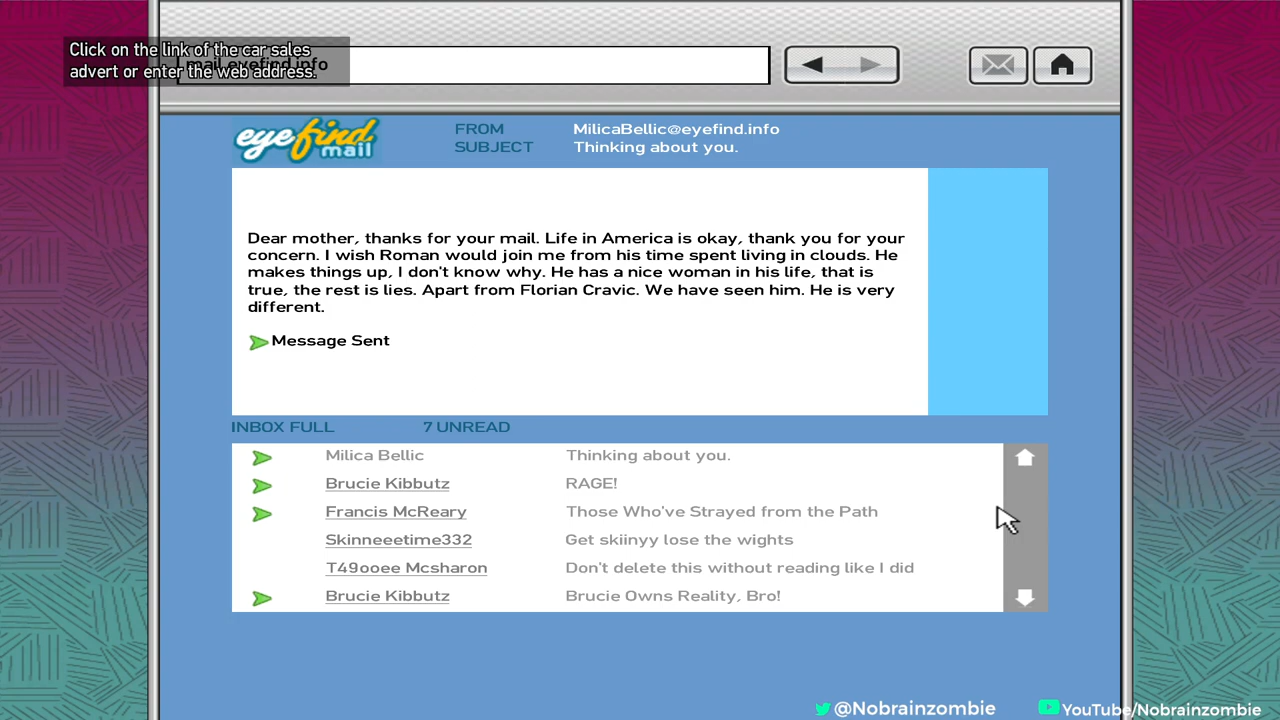 Click on the link of the car sales
advert or enter the web address.
mail.eyefind.info
eyefind
mail
FROM MilicaBellic@eyefind.info
SUBJECT Thinking about you.
Dear mother, thanks for your mail. Life in America is okay, thank you for your
concern. I wish Roman would join me from his time spent living in clouds. He
makes things up, I don't know why. He has a nice woman in his life, that is
true, the rest is lies. Apart from Florian Cravic. We have seen him. He is very
different.
Message Sent
INBOX FULL 7 UNREAD
Milica Bellic Thinking about you.
Brucie Kibbutz RAGE!
Francis McReary Those Who've Strayed from the Path
Skinneeetime332 Get skiinyy lose the wights
T49ooee Mcsharon Don't delete this without reading like I did
Brucie Kibbutz Brucie Owns Reality, Bro!
@Nobrainzombie YouTube/Nobrainzombie